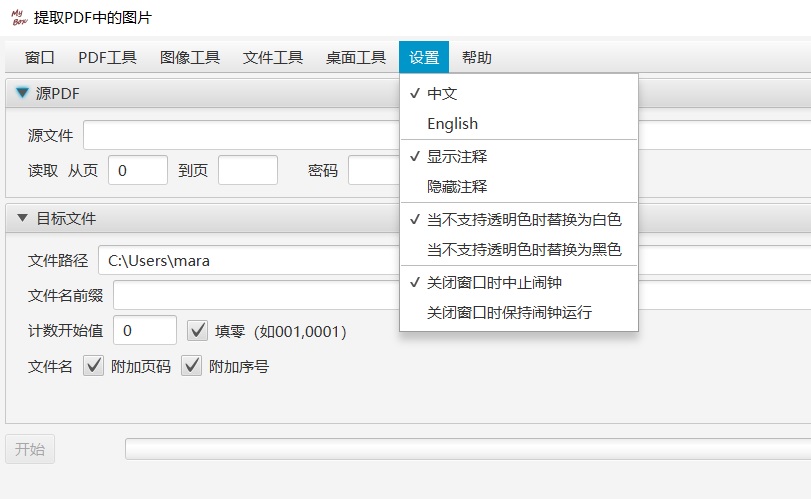 My Box 提取PDF中的图片
窗口 PDF工具 图像工具 文件工具 桌面工具 设置 帮助
源PDF
中文
源文件
English
读取 从页 0 到页 密码
显示注释
隐藏注释
目标文件
当不支持透明色时替换为白色
当不支持透明色时替换为黑色
文件路径 C:\Users\mara
关闭窗口时中止闹钟
文件名前缀
关闭窗口时保持闹钟运行
计数开始值 0 填零（如001,0001）
文件名 附加页码 附加序号
开始